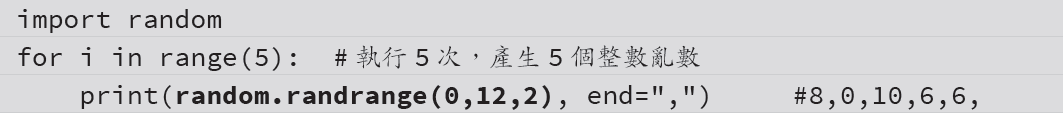 import random
for i in range(5):  # 執行 5 次，產生 5 個整數亂數
    print(random.randrange(0,12,2), end=",")     #8,0,10,6,6,